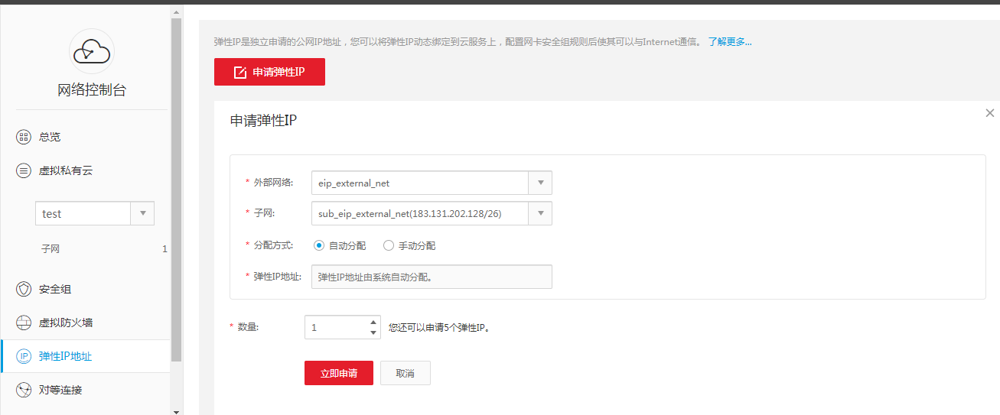 网络控制台
总览
虚拟私有云
test
子网 1
安全组
虚拟防火墙
IP 弹性IP地址
对等连接
弹性IP是独立申请的公网IP地址，您可以将弹性IP动态绑定到云服务上，配置网卡安全组规则后使其可以与Internet通信。 了解更多...
申请弹性IP
申请弹性IP
* 外部网络: eip_external_net
* 子网: sub_eip_external_net(183.131.202.128/26)
* 分配方式: 自动分配 手动分配
* 弹性IP地址: 弹性IP地址由系统自动分配。
* 数量: 1 您还可以申请5个弹性IP。
立即申请 取消